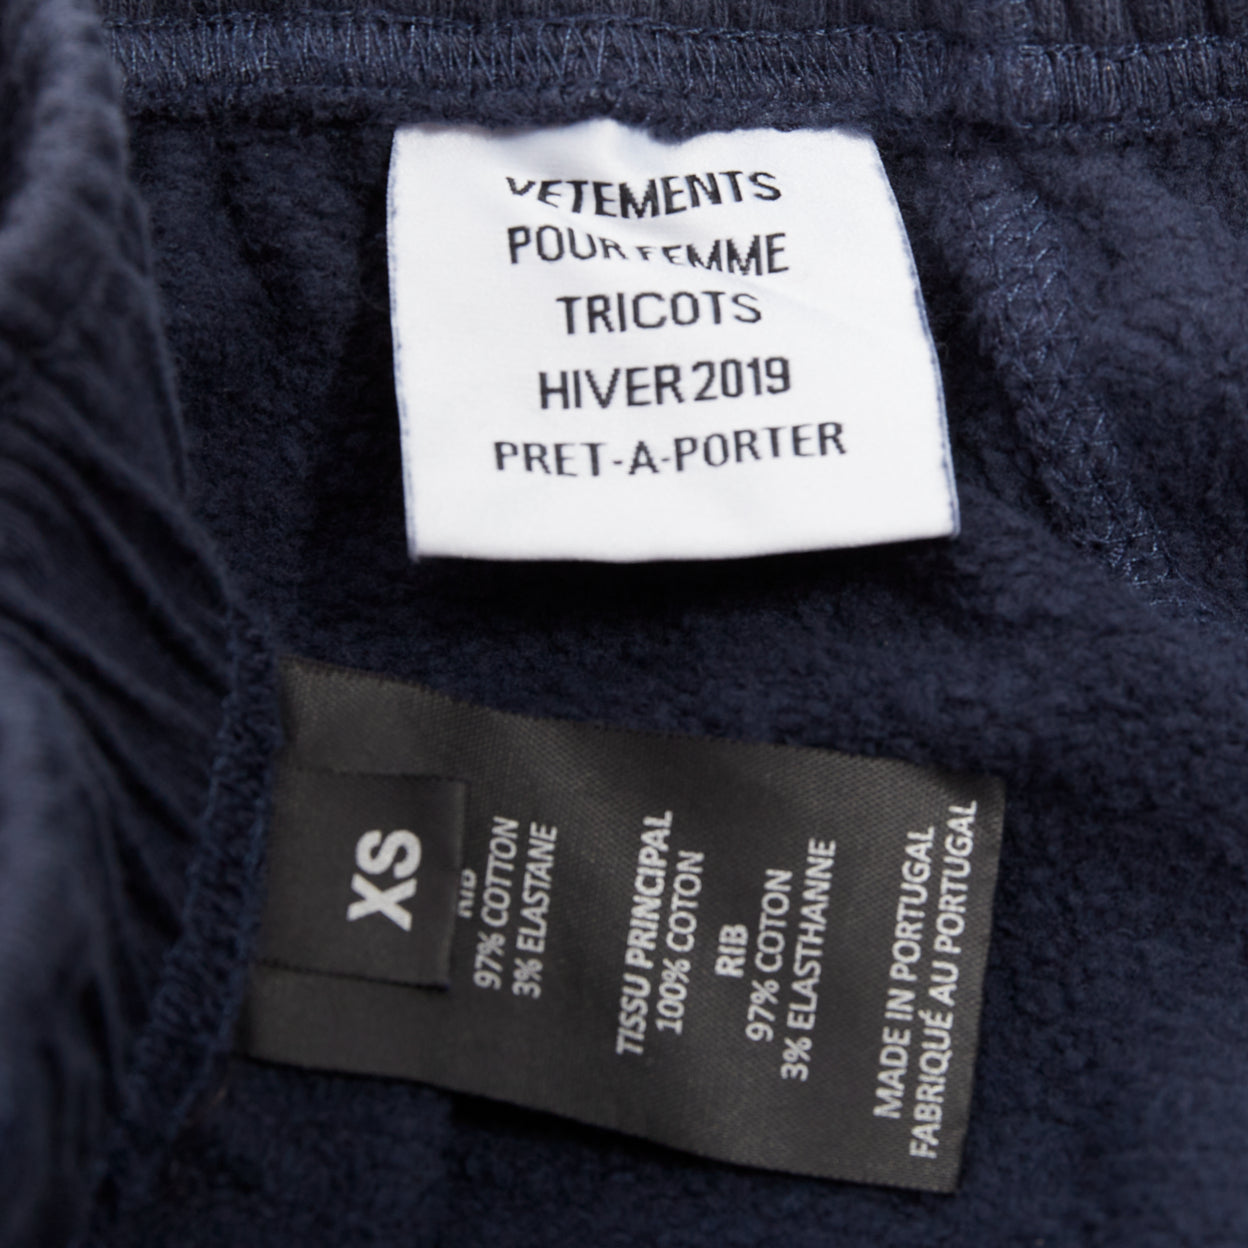 VETEMENTS
POUR FEMME
TRICOTS
HIVER 2019
PRET-A-PORTER
XS
RIB
97% COTTON
3% ELASTANE
TISSU PRINCIPAL
100% COTON
RIB
97% COTON
3% ELASTHANNE
MADE IN PORTUGAL
FABRIQUÉ AU PORTUGAL